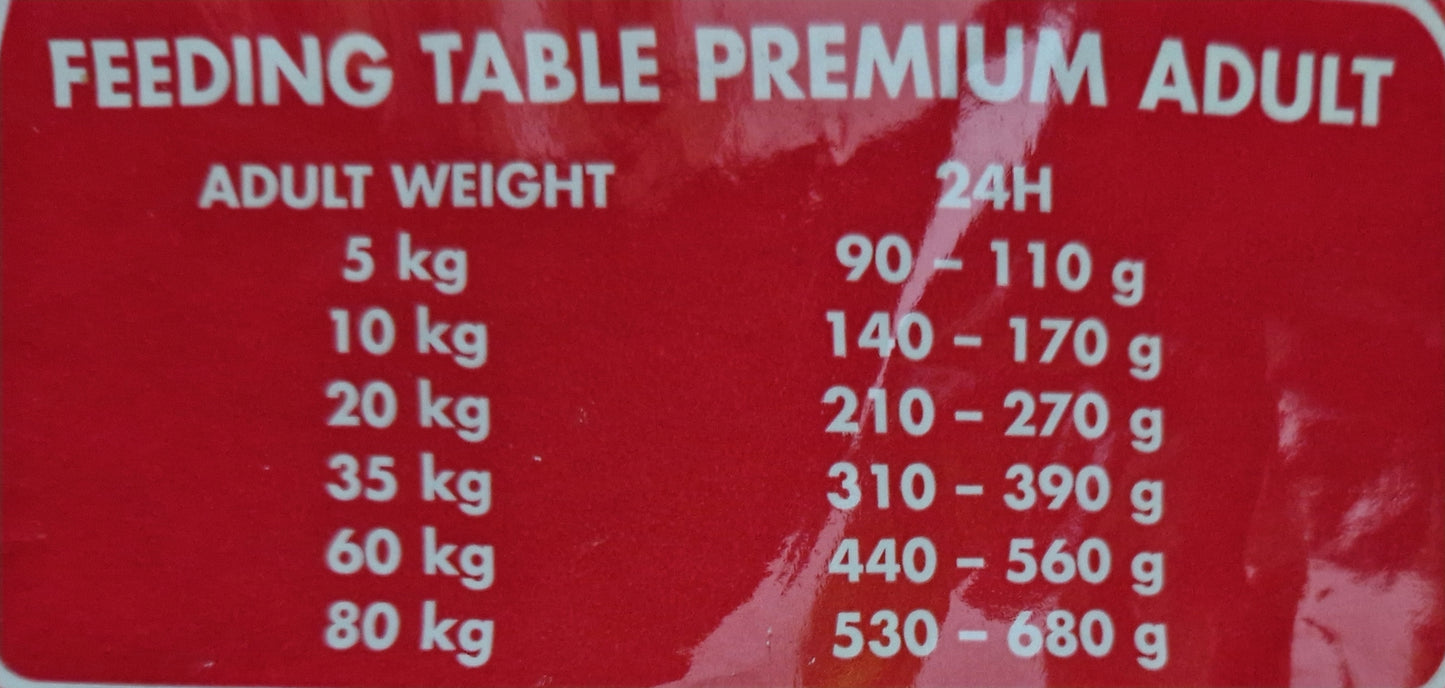 FEEDING TABLE PREMIUM ADULT
ADULT WEIGHT 24H
5 kg 90 – 110 g
10 kg 140 – 170 g
20 kg 210 – 270 g
35 kg 310 – 390 g
60 kg 440 – 560 g
80 kg 530 – 680 g